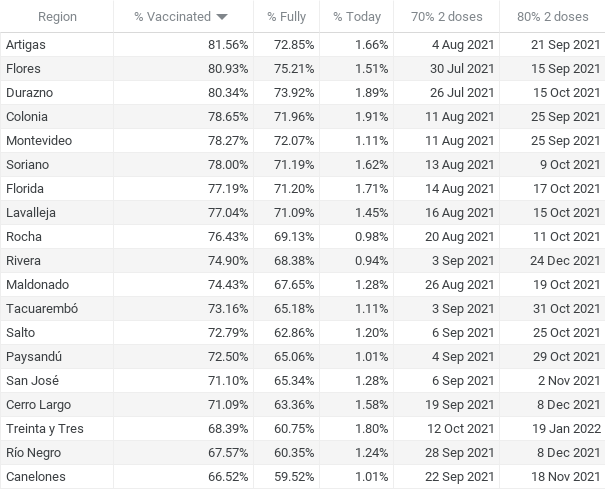 Region % Vaccinated % Fully % Today 70% 2 doses 80% 2 doses
Artigas 81.56% 72.85% 1.66% 4 Aug 2021 21 Sep 2021
Flores 80.93% 75.21% 1.51% 30 Jul 2021 15 Sep 2021
Durazno 80.34% 73.92% 1.89% 26 Jul 2021 15 Oct 2021
Colonia 78.65% 71.96% 1.91% 11 Aug 2021 25 Sep 2021
Montevideo 78.27% 72.07% 1.11% 11 Aug 2021 25 Sep 2021
Soriano 78.00% 71.19% 1.62% 13 Aug 2021 9 Oct 2021
Florida 77.19% 71.20% 1.71% 14 Aug 2021 17 Oct 2021
Lavalleja 77.04% 71.09% 1.45% 16 Aug 2021 15 Oct 2021
Rocha 76.43% 69.13% 0.98% 20 Aug 2021 11 Oct 2021
Rivera 74.90% 68.38% 0.94% 3 Sep 2021 24 Dec 2021
Maldonado 74.43% 67.65% 1.28% 26 Aug 2021 19 Oct 2021
Tacuarembó 73.16% 65.18% 1.11% 3 Sep 2021 31 Oct 2021
Salto 72.79% 62.86% 1.20% 6 Sep 2021 25 Oct 2021
Paysandú 72.50% 65.06% 1.01% 4 Sep 2021 29 Oct 2021
San José 71.10% 65.34% 1.28% 6 Sep 2021 2 Nov 2021
Cerro Largo 71.09% 63.36% 1.58% 19 Sep 2021 8 Dec 2021
Treinta y Tres 68.39% 60.75% 1.80% 12 Oct 2021 19 Jan 2022
Río Negro 67.57% 60.35% 1.24% 28 Sep 2021 8 Dec 2021
Canelones 66.52% 59.52% 1.01% 22 Sep 2021 18 Nov 2021